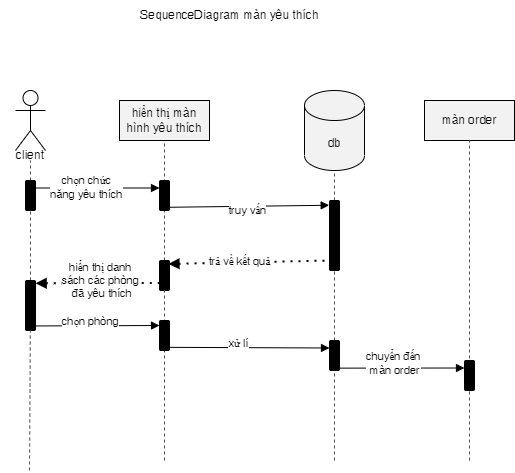 SequenceDiagram màn yêu thích
hiển thị màn
hình yêu thích
db
màn order
client
chọn chức
năng yêu thích
truy vấn
trả về kết quả
hiển thị danh
sách các phòng
đã yêu thích
chọn phòng
xử lí
chuyển đến
màn order